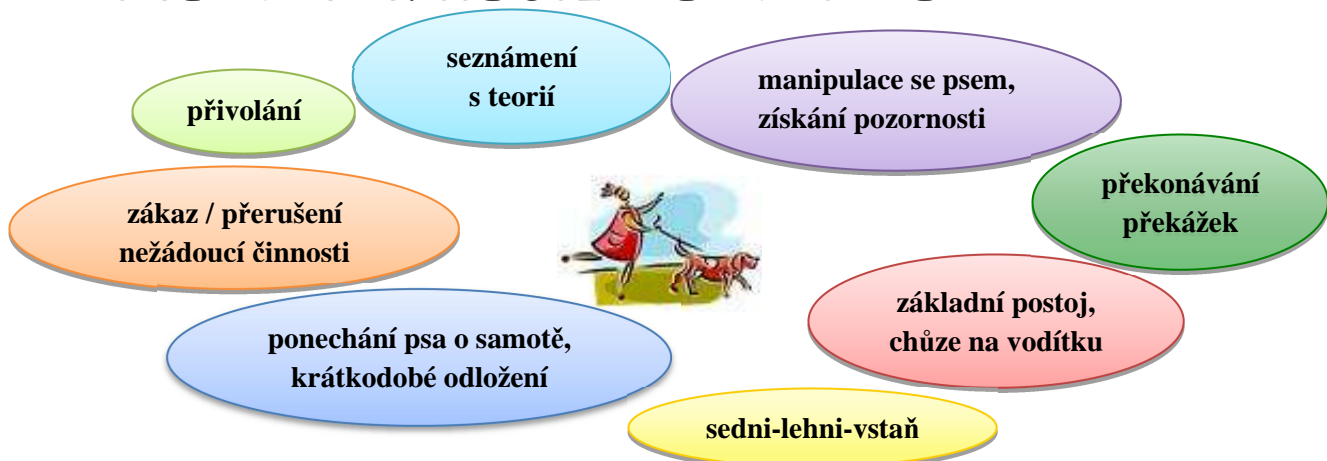 seznámení
s teorií
manipulace se psem,
získání pozornosti
přivolání
překonávání
překážek
zákaz / přerušení
nežádoucí činnosti
základní postoj,
chůze na vodítku
ponechání psa o samotě,
krátkodobé odložení
sedni-lehni-vstaň